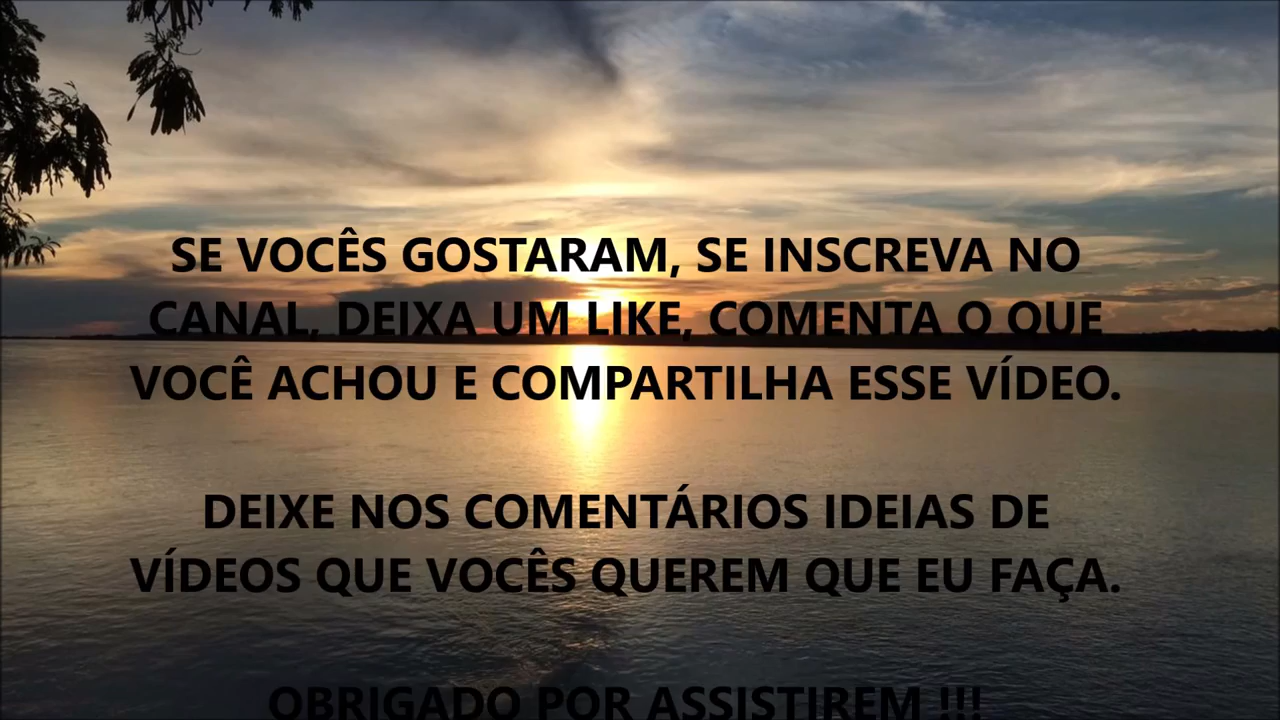 SE VOCÊS GOSTARAM, SE INSCREVA NO
CANAL, DEIXA UM LIKE, COMENTA O QUE
VOCÊ ACHOU E COMPARTILHA ESSE VÍDEO.
DEIXE NOS COMENTÁRIOS IDEIAS DE
VÍDEOS QUE VOCÊS QUEREM QUE EU FAÇA.
OBRIGADO POR ASSISTIREM !!!